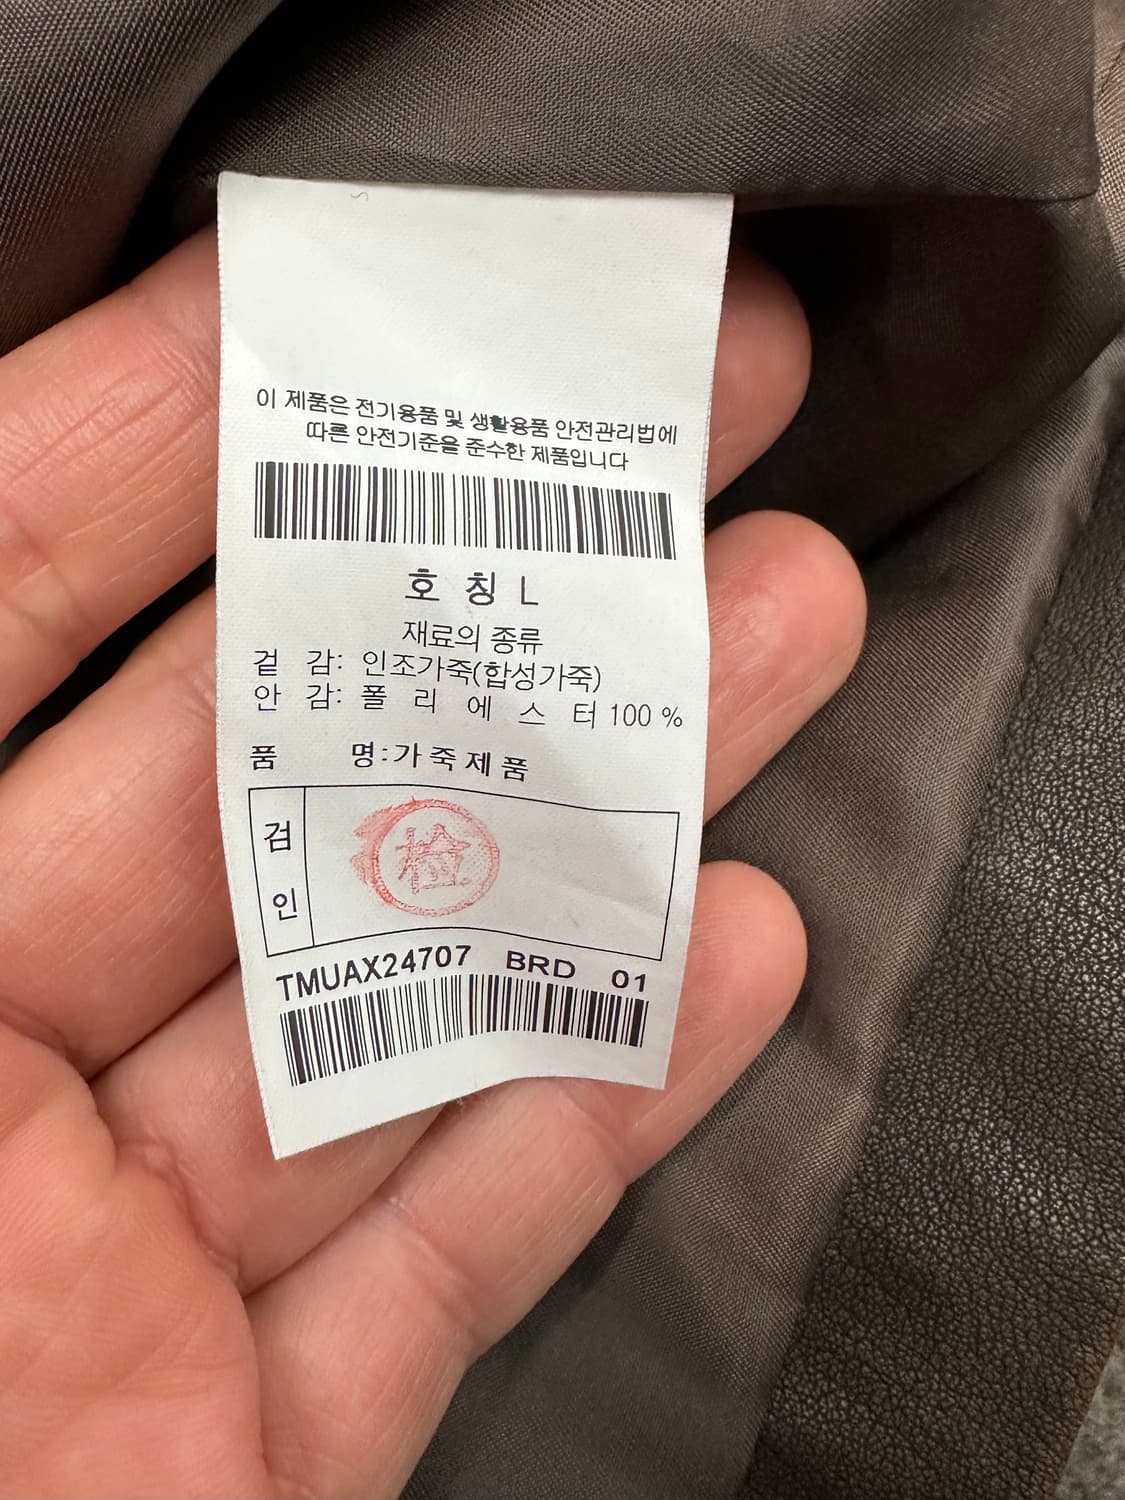 이 제품은 전기용품 및 생활용품 안전관리법에
따른 안전기준을 준수한 제품입니다
호 칭 L
재료의 종류
겉 감: 인조가죽(합성가죽)
안 감: 폴 리 에 스 터 100 %
품 명:가죽제품
검
인
検
TMUAX24707 BRD 01